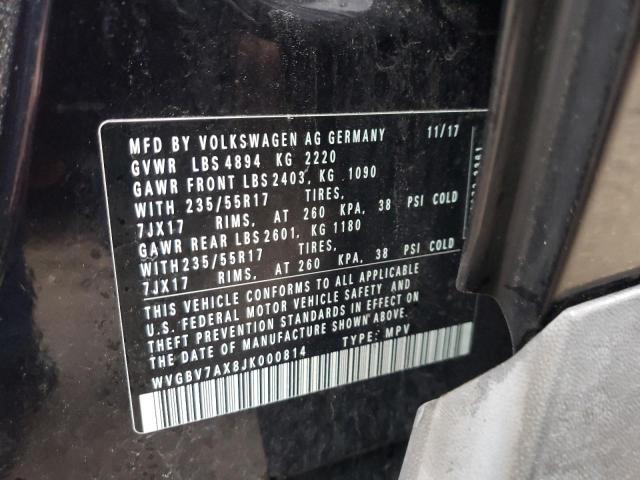 MFD BY VOLKSWAGEN AG GERMANY 11/17
GVWR LBS 4894 KG 2220
GAWR FRONT LBS 2403, KG 1090
WITH 235/55R17 TIRES,
7JX17 RIMS, AT 260 KPA, 38 PSI COLD
GAWR REAR LBS 2601, KG 1180
WITH 235/55R17 TIRES,
7JX17 RIMS, AT 260 KPA, 38 PSI COLD
THIS VEHICLE CONFORMS TO ALL APPLICABLE
U.S. FEDERAL MOTOR VEHICLE SAFETY AND
THEFT PREVENTION STANDARDS IN EFFECT ON
THE DATE OF MANUFACTURE SHOWN ABOVE.
WVGBV7AX8JK000814 TYPE: MPV